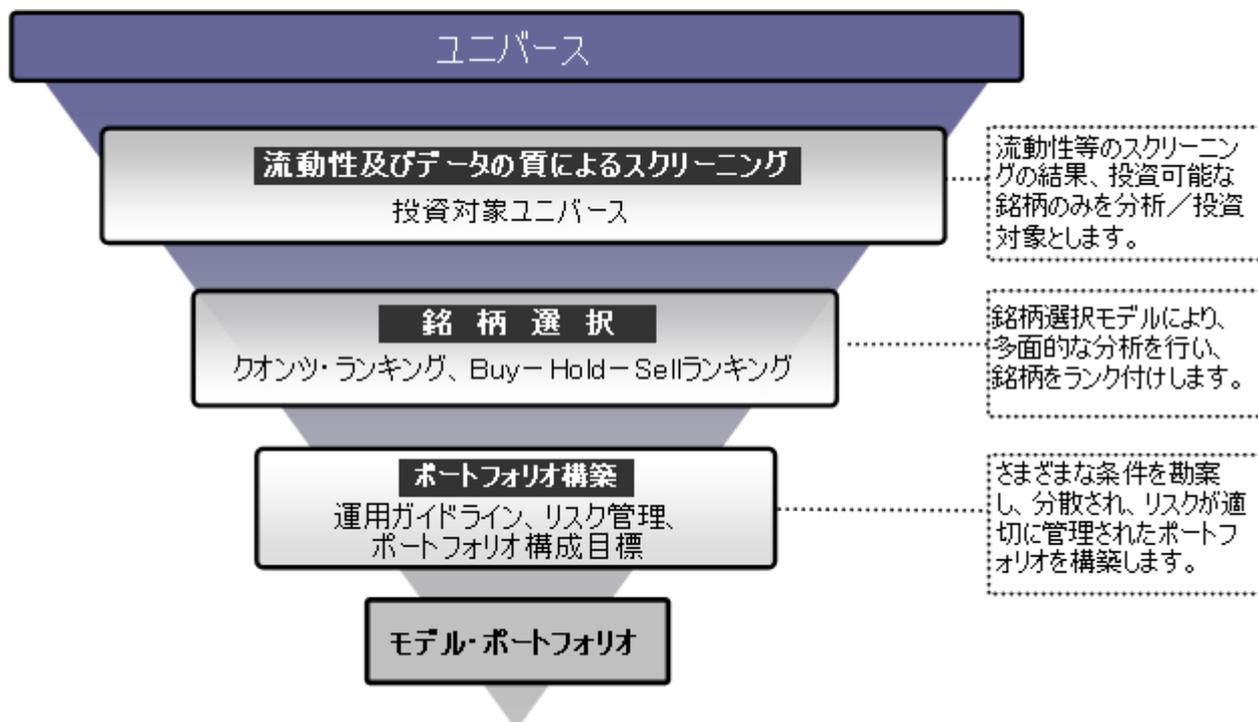 ユニバース
流動性及びデータの質によるスクリーニング
投資対象ユニバース
流動性等のスクリーニン
グの結果、投資可能な
銘柄のみを分析／投資
対象とします。
銘柄選択
クオンツ・ランキング、Buy－Hold－Sellランキング
銘柄選択モデルにより、
多面的な分析を行い、
銘柄をランク付けします。
ポートフォリオ構築
運用ガイドライン、リスク管理、
ポートフォリオ構成目標
さまざまな条件を勘案
し、分散され、リスクが適
切に管理されたポートフ
ォリオを構築します。
モデル・ポートフォリオ